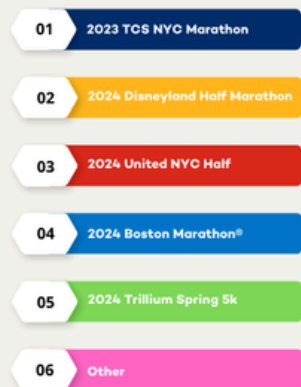 01 2023 TCS NYC Marathon
02 2024 Disneyland Half Marathon
03 2024 United NYC Half
04 2024 Boston Marathon®
05 2024 Trillium Spring 5k
06 Other